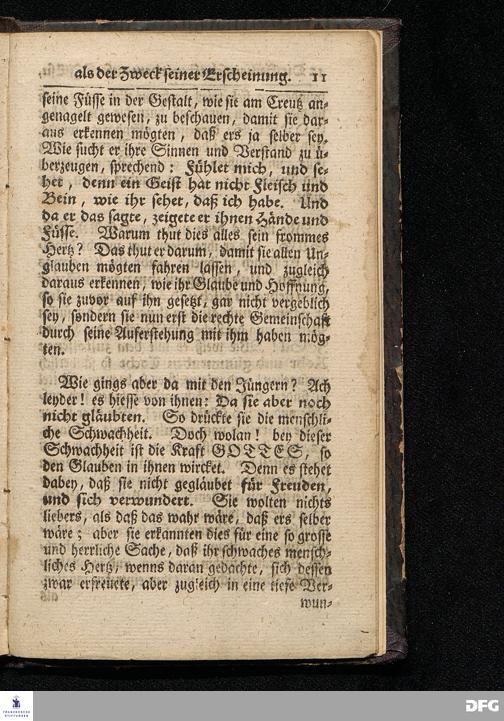 als der Zweck seiner Erscheinung. 11
seine Füsse in der Gestalt, wie sie am Creutz an-
genagelt gewesen, zu beschauen, damit sie dar-
aus erkennen mögten, daß ers ja selber sey.
Wie sucht er ihre Sinnen und Verstand zu ü-
berzeugen, sprechend: Fühlet mich, und se-
het, denn ein Geist hat nicht Fleisch und
Bein, wie ihr sehet, daß ich habe. Und
da er das sagte, zeigete er ihnen Hände und
Füsse. Warum thut dies alles sein frommes
Hertz? Das thut er darum, damit sie allen Un-
glauben mögten fahren lassen, und zugleich
daraus erkennen, wie ihr Glaube und Hoffnung,
so sie zuvor auf ihn gesetzt, gar nicht vergeblich
sey, sondern sie nun erst die rechte Gemeinschaft
durch seine Auferstehung mit ihm haben mög-
ten.
Wie gings aber da mit den Jüngern? Ach
leyder! es hiesse von ihnen: Da sie aber noch
nicht gläubten. So drückte sie die menschli-
che Schwachheit. Doch wolan! bey dieser
Schwachheit ist die Kraft GOTTES, so
den Glauben in ihnen wircket. Denn es stehet
dabey, daß sie nicht gegläubet für Freuden,
und sich verwundert. Sie wolten nichts
liebers, als daß das wahr wäre, daß ers selber
wäre; aber sie erkannten dies für eine so grosse
und herrliche Sache, daß ihr schwaches mensch-
liches Hertz, wenns daran gedachte, sich dessen
zwar erfreuete, aber zugleich in eine tiefe Ver-
wun-
FRANCKESCHE
STIFTUNGEN
DFG